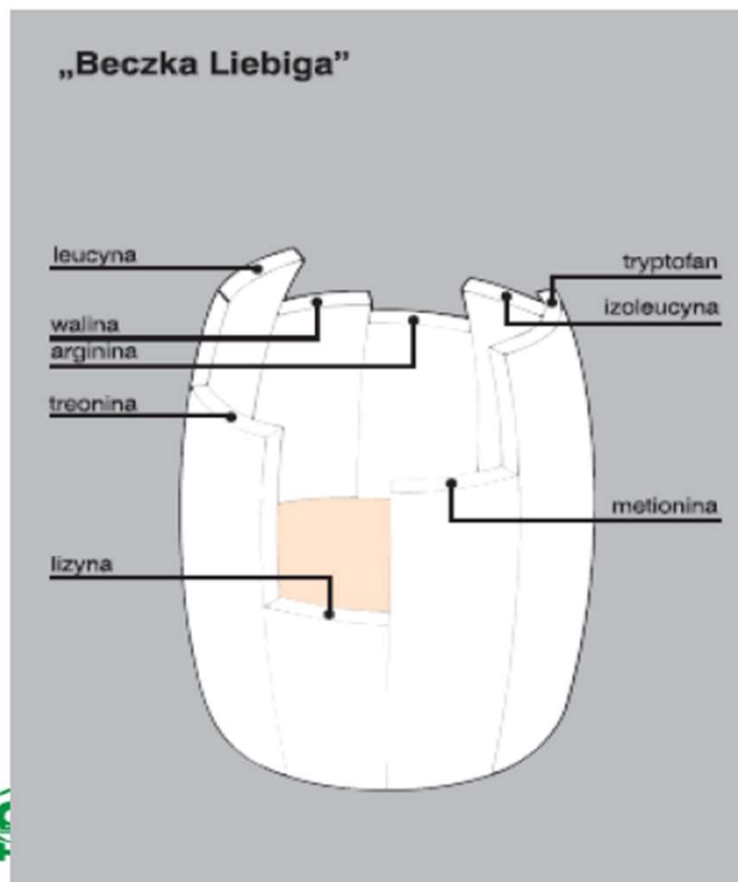 „Beczka Liebiga”
leucyna
tryptofan
izoleucyna
walina
arginina
treonina
metionina
lizyna